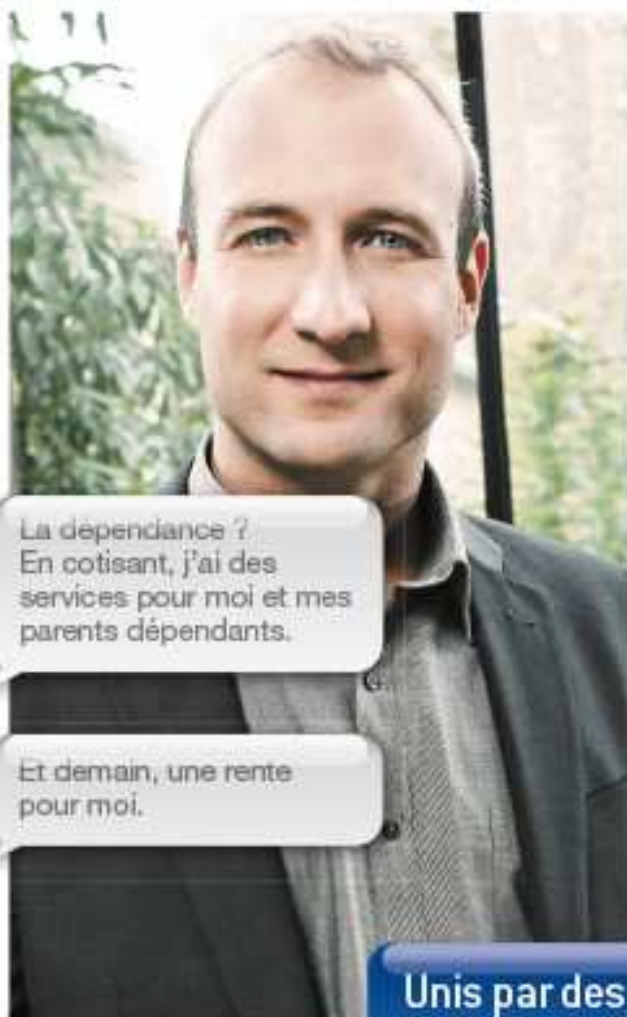 La dépendance ?
En cotisant, j'ai des
services pour moi et mes
parents dépendants.
Et demain, une rente
pour moi.
Unis par des